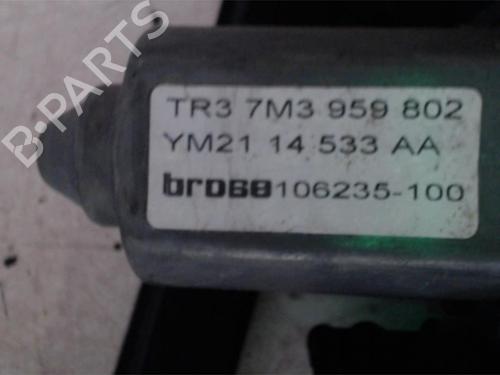 B-PARTS
TR3 7M3 959 802
YM21 14 533 AA
brose 106235-100